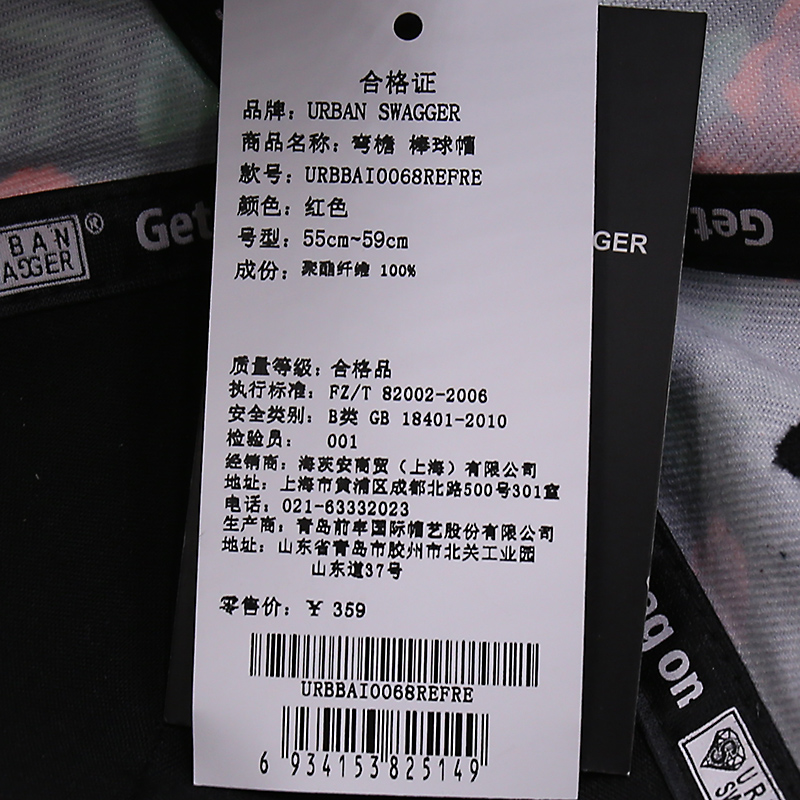 合格证
品牌: URBAN SWAGGER
商品名称: 弯檐 棒球帽
款号: URBBAI0068REFRE
颜色: 红色
号型: 55cm~59cm
成份: 聚酯纤维 100%
质量等级: 合格品
执行标准: FZ/T 82002-2006
安全类别: B类 GB 18401-2010
检验员: 001
经销商: 海茨安商贸（上海）有限公司
地址: 上海市黄浦区成都北路500号301室
电话: 021-63332023
生产商: 青岛前丰国际帽艺股份有限公司
地址: 山东省青岛市胶州市北关工业园
山东道37号
零售价: ¥ 359
URBBAI0068REFRE
6 934153 825149
BAN
AGGER
®
Get
GER
Get
ag on
UR
SW